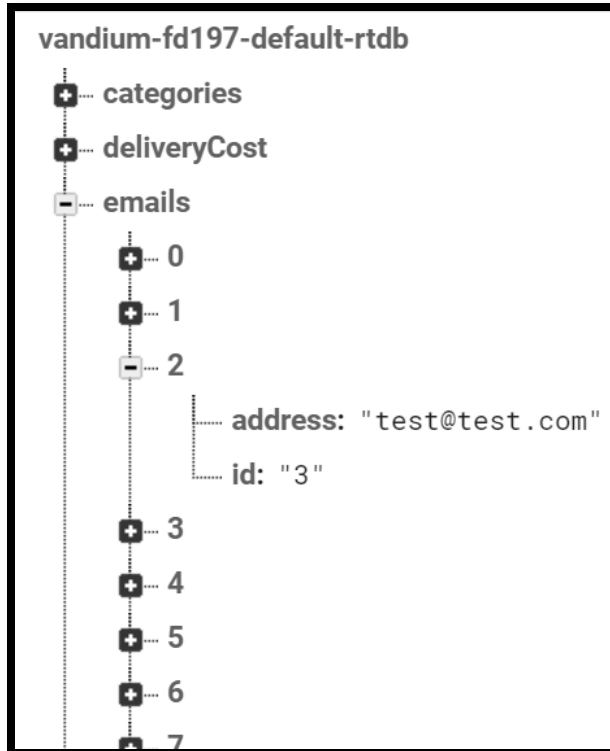 vandium-fd197-default-rtdb
categories
deliveryCost
emails
0
1
2
address: "test@test.com"
id: "3"
3
4
5
6
7